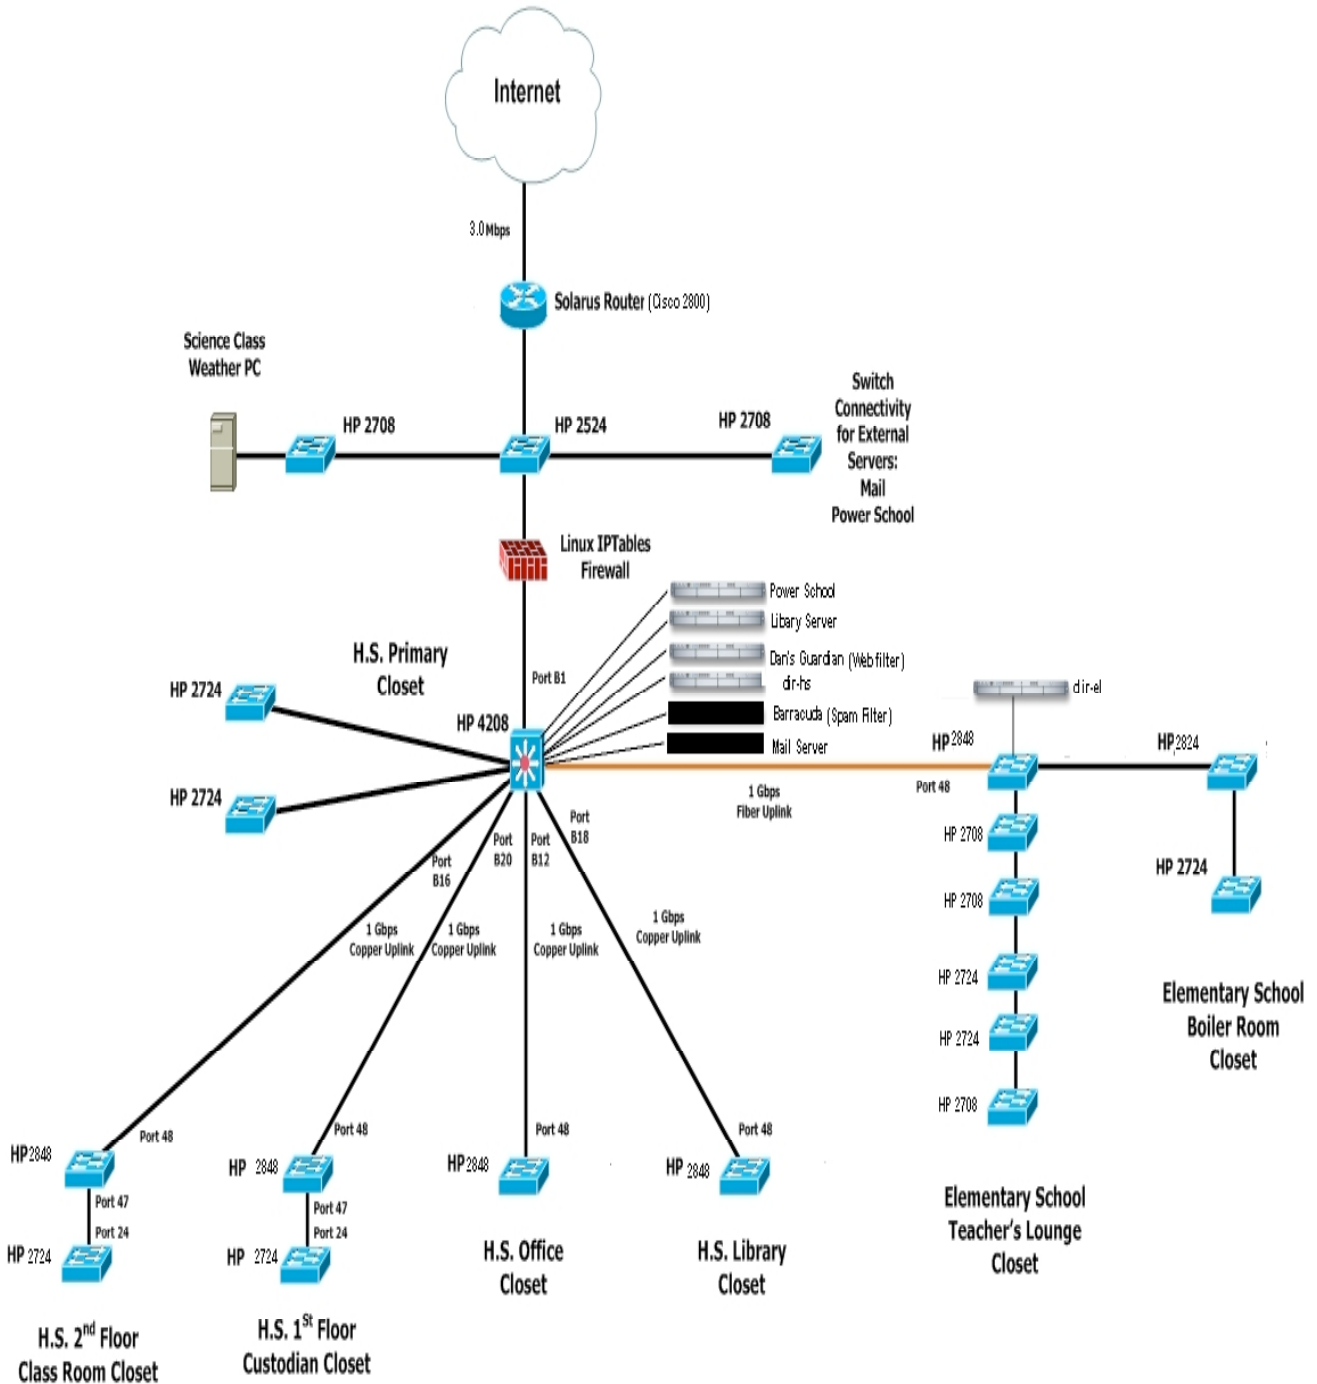 Internet
3.0 Mbps
Solarus Router (Cisco 2800)
Science Class
Weather PC
HP 2708
HP 2524
HP 2708
Switch
Connectivity
for External
Servers:
Mail
Power School
Linux IPTables
Firewall
Power School
Libary Server
Dan's Guardian (Webfilter)
dir-hs
Barracuda (Spam Filter)
Mail Server
H.S. Primary
Closet
Port B1
HP 2724
HP 4208
HP 2724
dir-el
HP 2848
Port 48
HP 2824
1 Gbps
Fiber Uplink
HP 2708
HP 2708
HP 2724
HP 2724
HP 2708
HP 2724
Elementary School
Boiler Room
Closet
Elementary School
Teacher's Lounge
Closet
Port
B16
Port
B20
Port
B12
Port
B18
1 Gbps
Copper Uplink
1 Gbps
Copper Uplink
1 Gbps
Copper Uplink
1 Gbps
Copper Uplink
Port 48
HP 2848
Port 47
Port 24
HP 2724
H.S. 2nd Floor
Class Room Closet
Port 48
HP 2848
Port 47
Port 24
HP 2724
H.S. 1St Floor
Custodian Closet
Port 48
HP 2848
H.S. Office
Closet
Port 48
HP 2848
H.S. Library
Closet